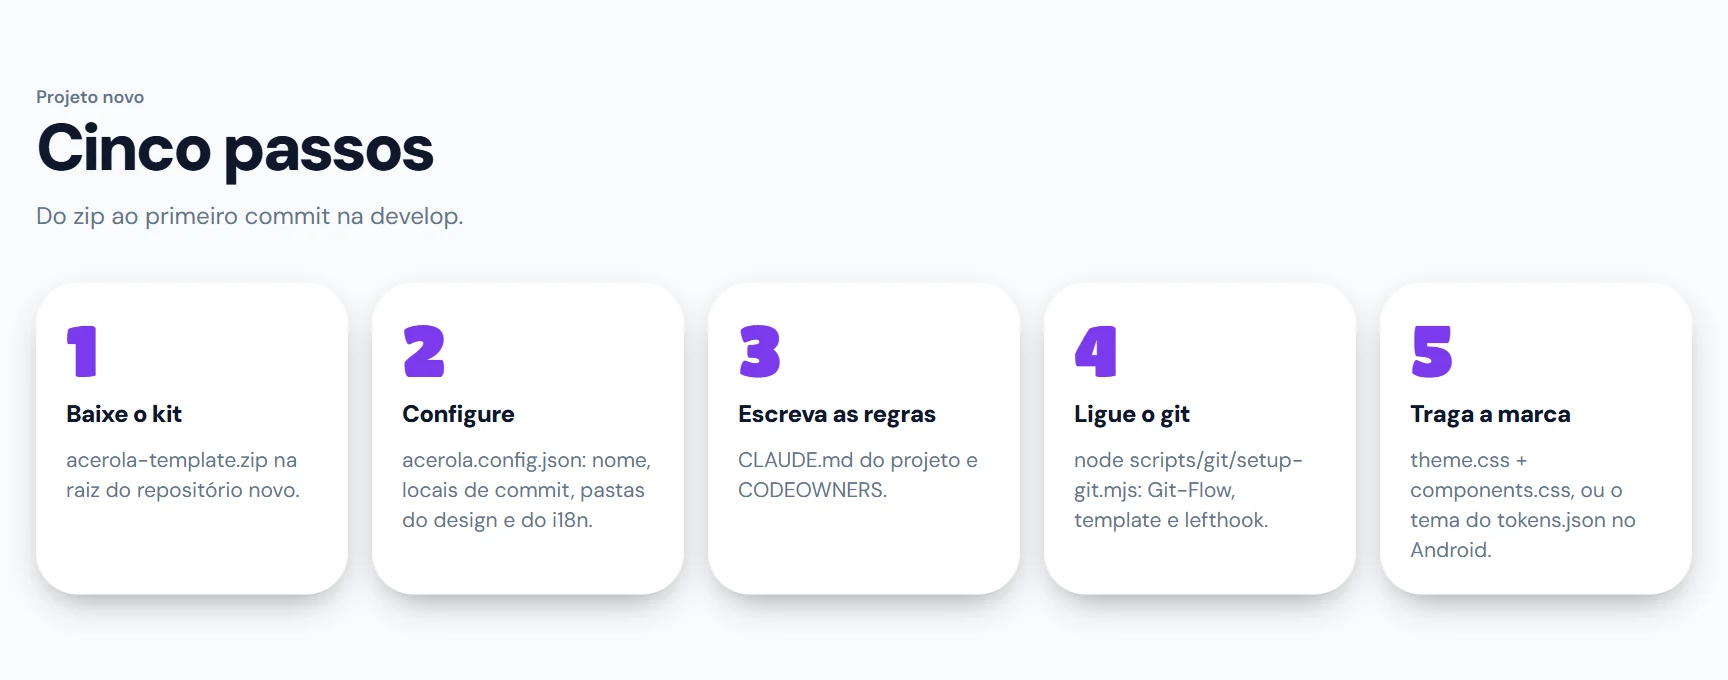 Projeto novo
Cinco passos
Do zip ao primeiro commit na develop.
1
Baixe o kit
acerola-template.zip na
raiz do repositório novo.
2
Configure
acerola.config.json: nome,
locais de commit, pastas
do design e do i18n.
3
Escreva as regras
CLAUDE.md do projeto e
CODEOWNERS.
4
Ligue o git
node scripts/git/setup-
git.mjs: Git-Flow,
template e lefthook.
5
Traga a marca
theme.css +
components.css, ou o
tema do tokens.json no
Android.